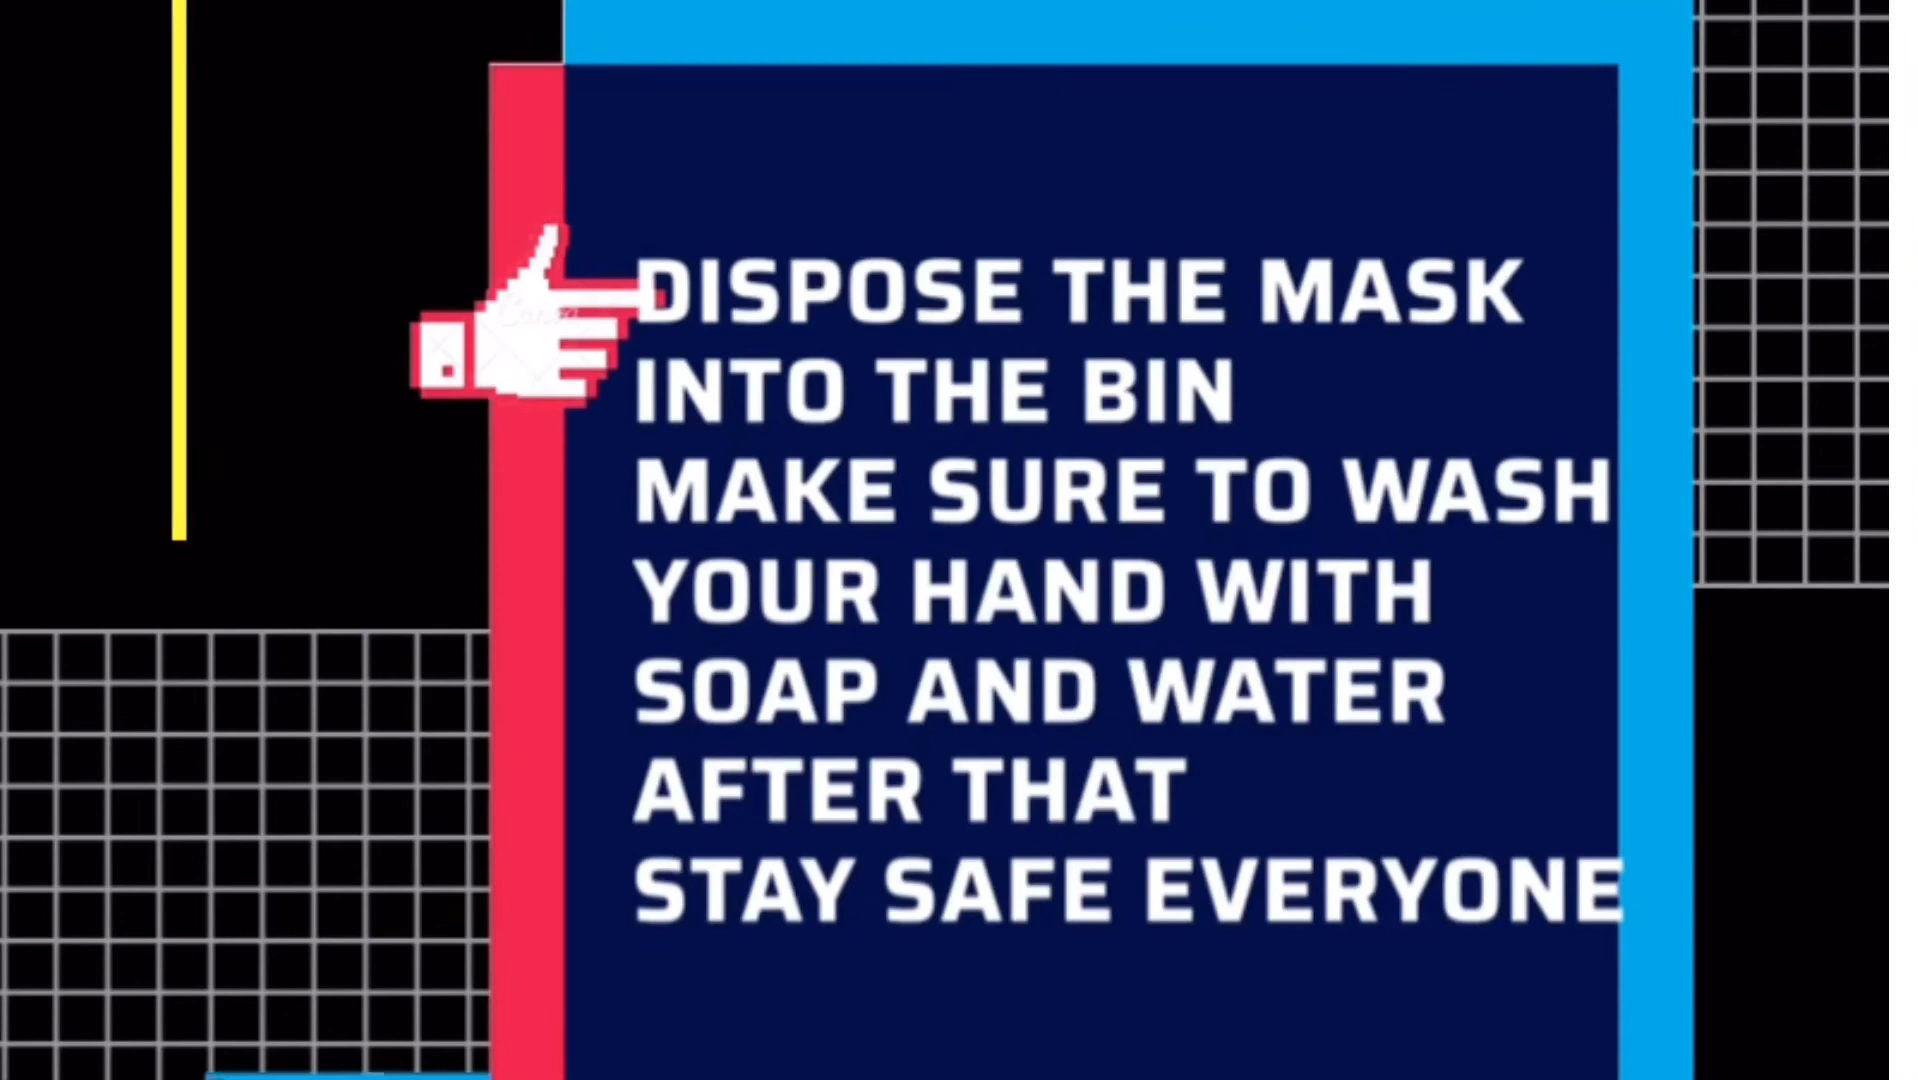 DISPOSE THE MASK
INTO THE BIN
MAKE SURE TO WASH
YOUR HAND WITH
SOAP AND WATER
AFTER THAT
STAY SAFE EVERYONE
Canva